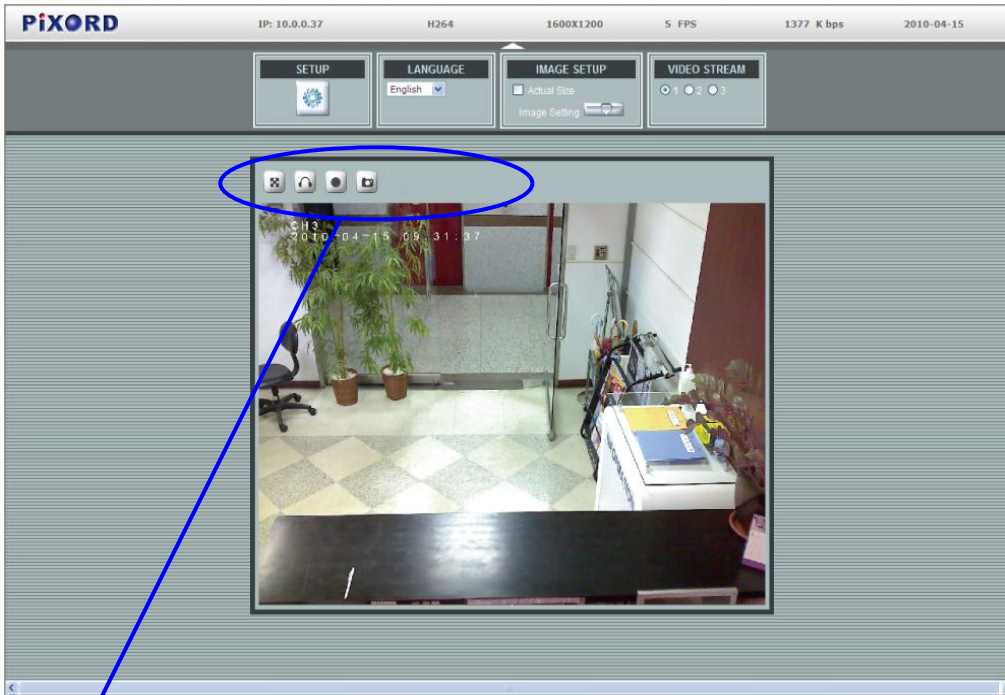 PiXORD
IP: 10.0.0.37 H264 1600X1200 5 FPS 1377 K bps 2010-04-15
SETUP LANGUAGE IMAGE SETUP VIDEO STREAM
English Actual Size 1 2 3
Image Setting
CH3
2010-04-15 09:31:37